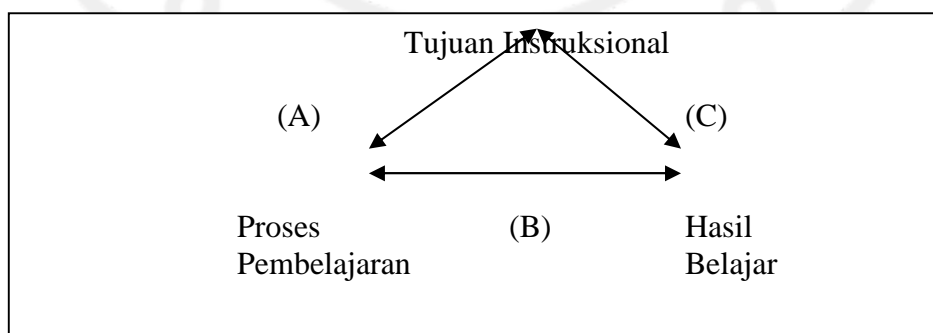 Tujuan Instruksional
(A) (C)
Proses (B) Hasil
Pembelajaran Belajar